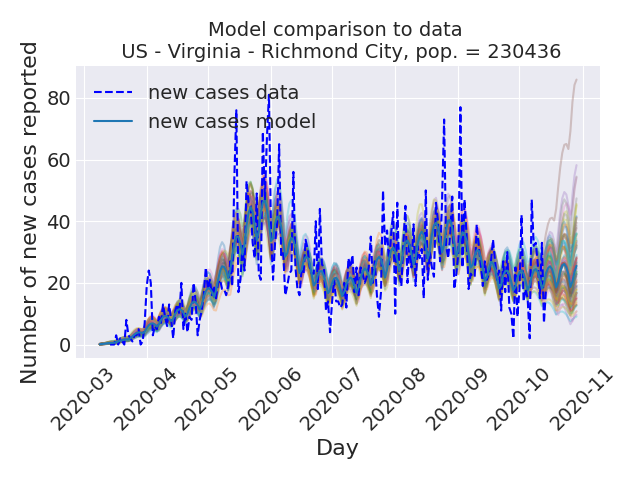 Model comparison to data
US - Virginia - Richmond City, pop. = 230436
Number of new cases reported
80
60
40
20
0
new cases data
new cases model
2020-03
2020-04
2020-05
2020-06
2020-07
2020-08
2020-09
2020-10
2020-11
Day